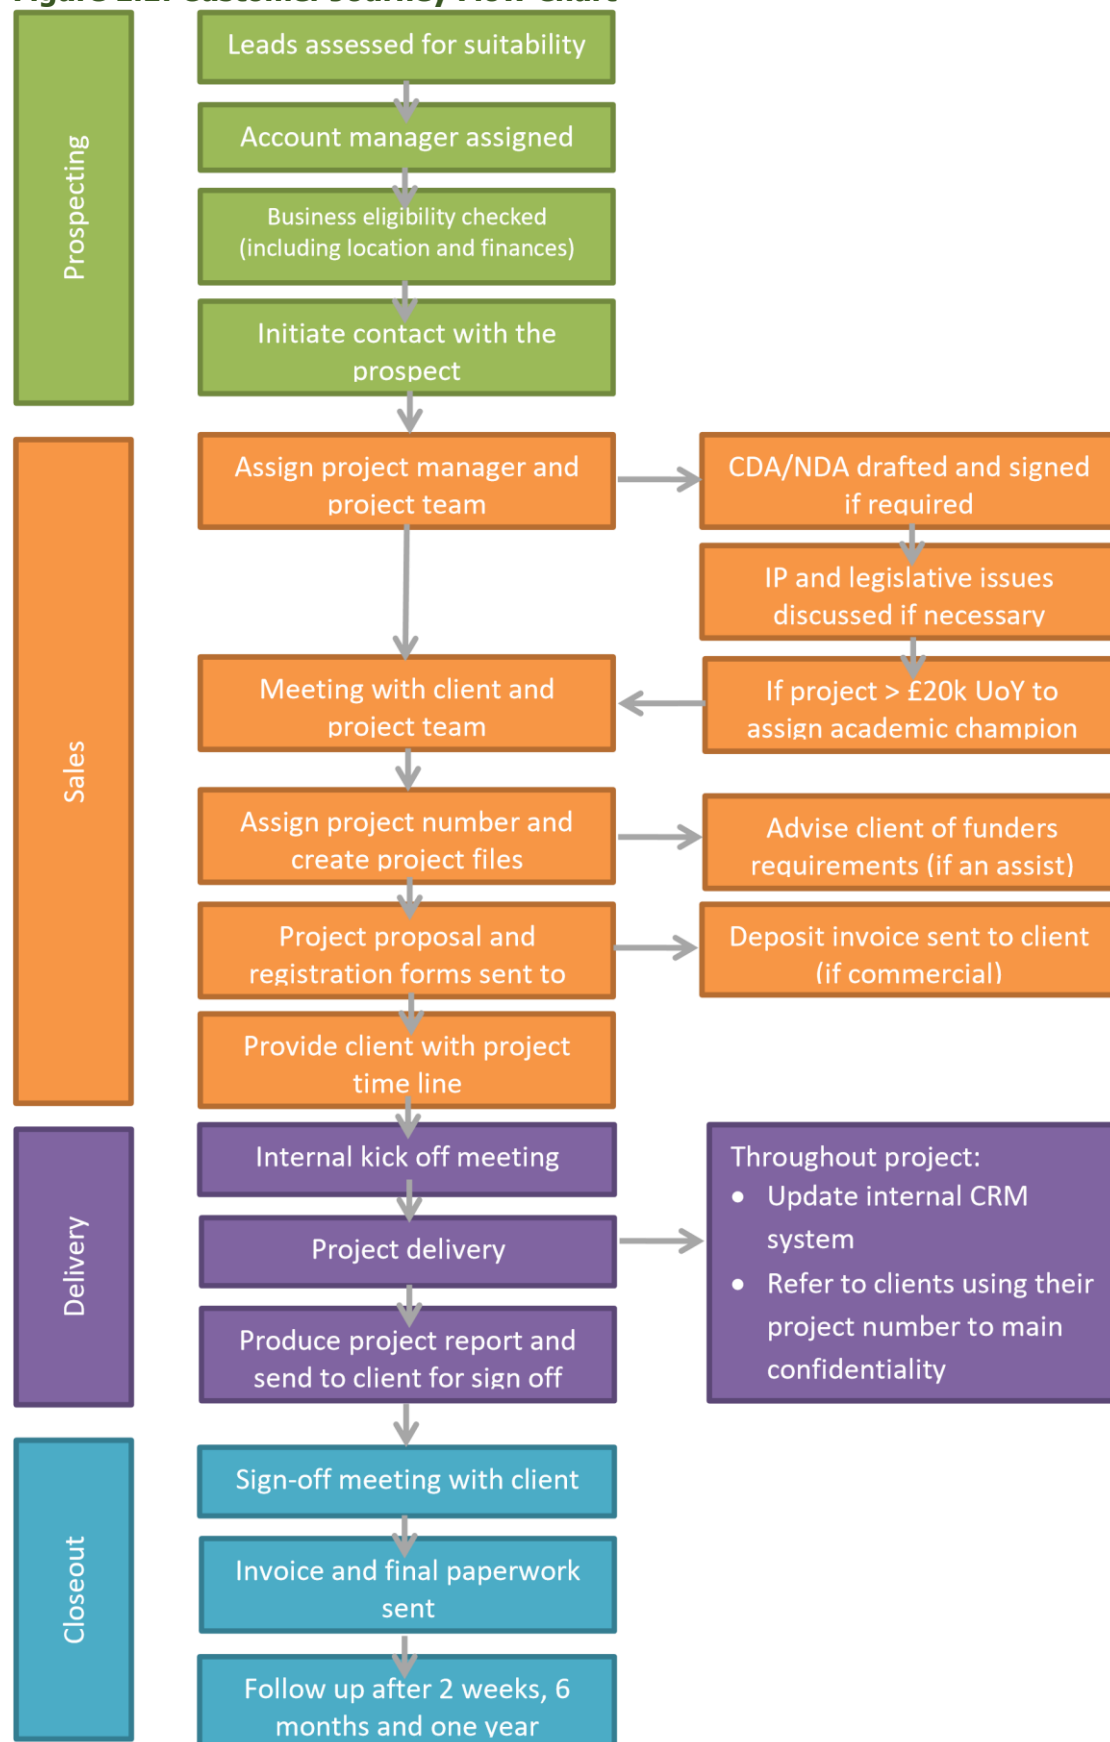 Leads assessed for suitability
Account manager assigned
Business eligibility checked
(including location and finances)
Initiate contact with the
prospect
Prospecting
Assign project manager and
project team
CDA/NDA drafted and signed
if required
IP and legislative issues
discussed if necessary
If project > £20k UoY to
assign academic champion
Meeting with client and
project team
Assign project number and
create project files
Advise client of funders
requirements (if an assist)
Project proposal and
registration forms sent to
Deposit invoice sent to client
(if commercial)
Provide client with project
time line
Sales
Internal kick off meeting
Project delivery
Produce project report and
send to client for sign off
Throughout project:
• Update internal CRM
system
• Refer to clients using their
project number to main
confidentiality
Delivery
Sign-off meeting with client
Invoice and final paperwork
sent
Follow up after 2 weeks, 6
months and one year
Closeout